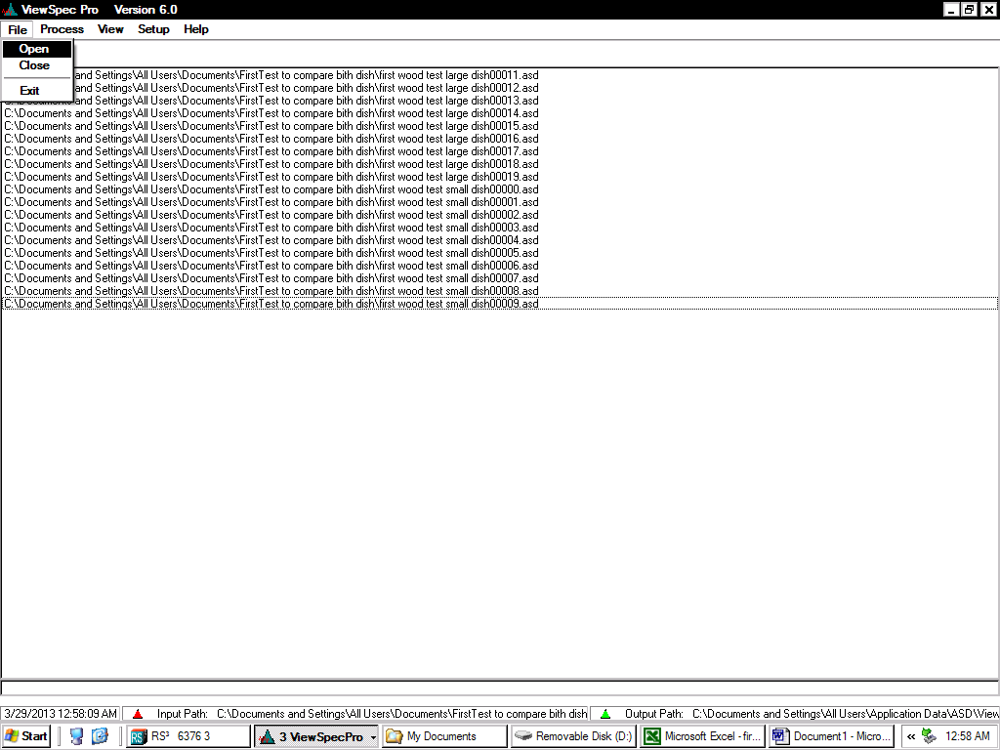 ViewSpec Pro Version 6.0
File Process View Setup Help
Open
Close
Exit
and Settings\All Users\Documents\FirstTest to compare bith dish\first wood test large dish00011.asd
and Settings\All Users\Documents\FirstTest to compare bith dish\first wood test large dish00012.asd
C:\Documents and Settings\All Users\Documents\FirstTest to compare bith dish\first wood test large dish00013.asd
C:\Documents and Settings\All Users\Documents\FirstTest to compare bith dish\first wood test large dish00014.asd
C:\Documents and Settings\All Users\Documents\FirstTest to compare bith dish\first wood test large dish00015.asd
C:\Documents and Settings\All Users\Documents\FirstTest to compare bith dish\first wood test large dish00016.asd
C:\Documents and Settings\All Users\Documents\FirstTest to compare bith dish\first wood test large dish00017.asd
C:\Documents and Settings\All Users\Documents\FirstTest to compare bith dish\first wood test large dish00018.asd
C:\Documents and Settings\All Users\Documents\FirstTest to compare bith dish\first wood test large dish00019.asd
C:\Documents and Settings\All Users\Documents\FirstTest to compare bith dish\first wood test small dish00000.asd
C:\Documents and Settings\All Users\Documents\FirstTest to compare bith dish\first wood test small dish00001.asd
C:\Documents and Settings\All Users\Documents\FirstTest to compare bith dish\first wood test small dish00002.asd
C:\Documents and Settings\All Users\Documents\FirstTest to compare bith dish\first wood test small dish00003.asd
C:\Documents and Settings\All Users\Documents\FirstTest to compare bith dish\first wood test small dish00004.asd
C:\Documents and Settings\All Users\Documents\FirstTest to compare bith dish\first wood test small dish00005.asd
C:\Documents and Settings\All Users\Documents\FirstTest to compare bith dish\first wood test small dish00006.asd
C:\Documents and Settings\All Users\Documents\FirstTest to compare bith dish\first wood test small dish00007.asd
C:\Documents and Settings\All Users\Documents\FirstTest to compare bith dish\first wood test small dish00008.asd
C:\Documents and Settings\All Users\Documents\FirstTest to compare bith dish\first wood test small dish00009.asd
3/29/2013 12:58:09 AM Input Path: C:\Documents and Settings\All Users\Documents\FirstTest to compare bith dish Output Path: C:\Documents and Settings\All Users\Application Data\ASD\View
Start RS³ 6376 3 3 ViewSpecPro My Documents Removable Disk (D:) Microsoft Excel - fir... Document1 - Micro... « 12:58 AM